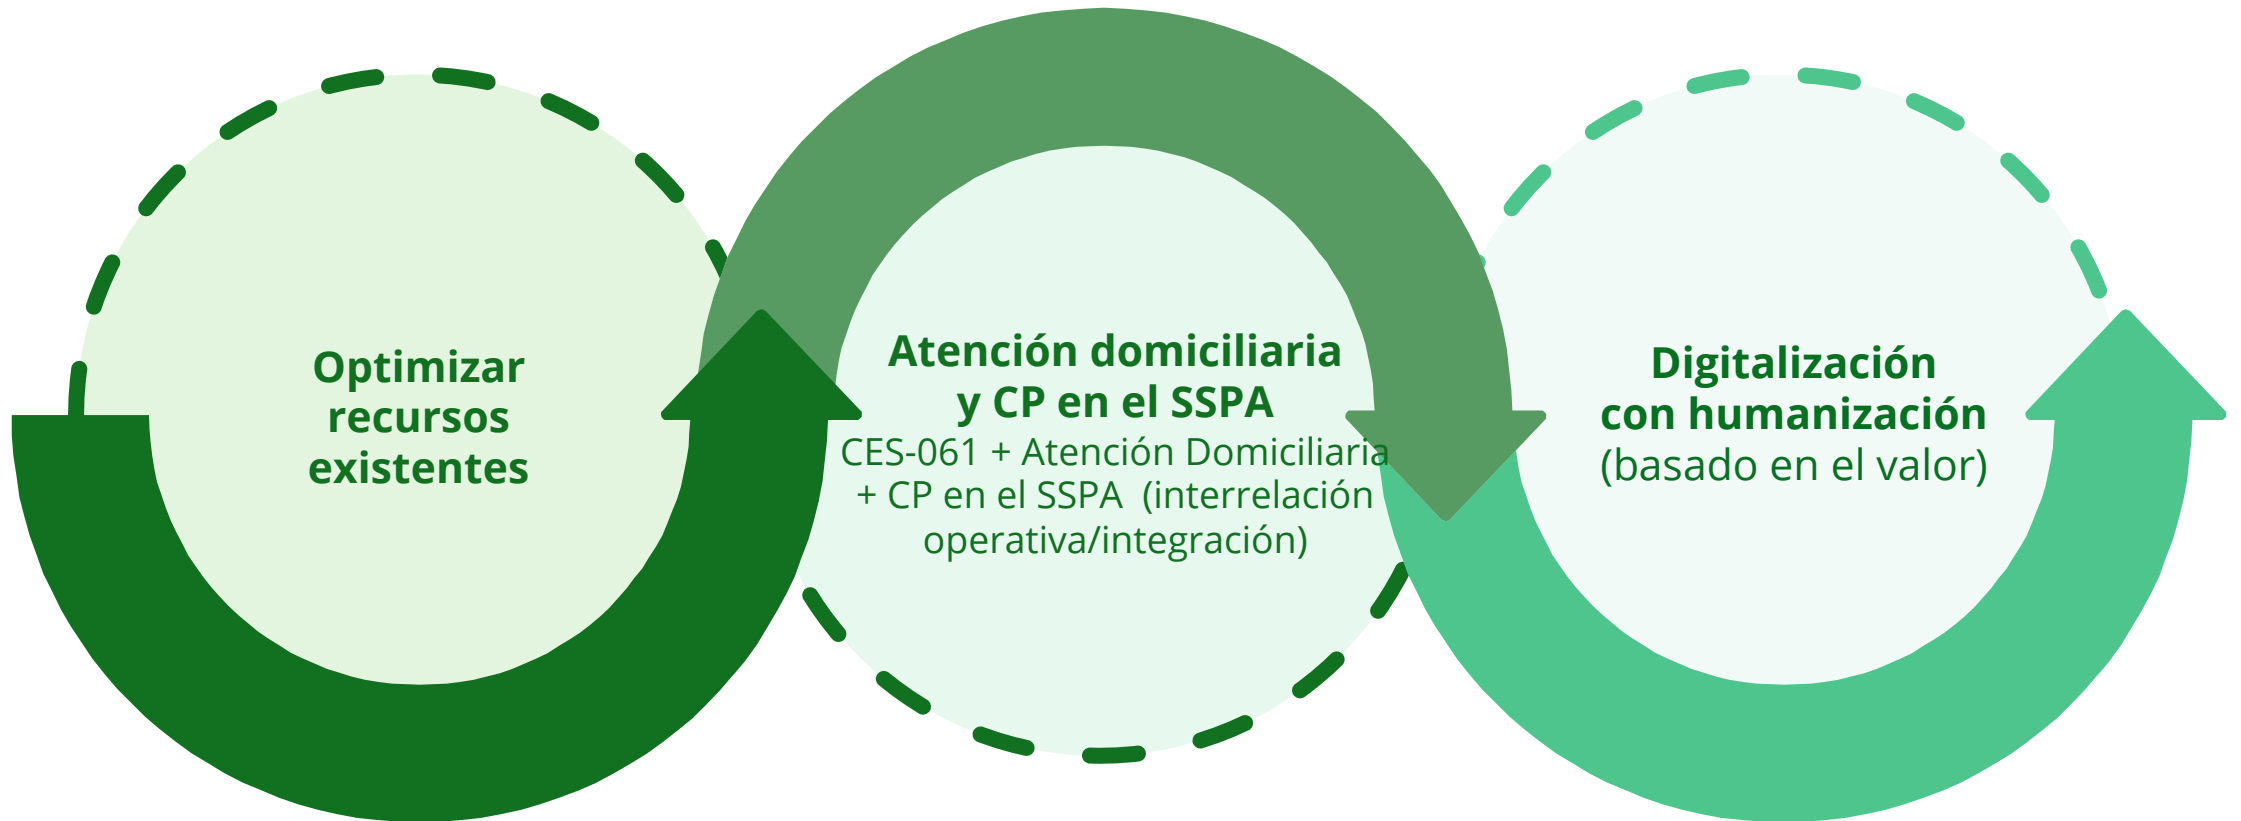 Optimizar
recursos
existentes
Atención domiciliaria
y CP en el SSPA
CES-061 + Atención Domiciliaria
+ CP en el SSPA (interrelación
operativa/integración)
Digitalización
con humanización
(basado en el valor)